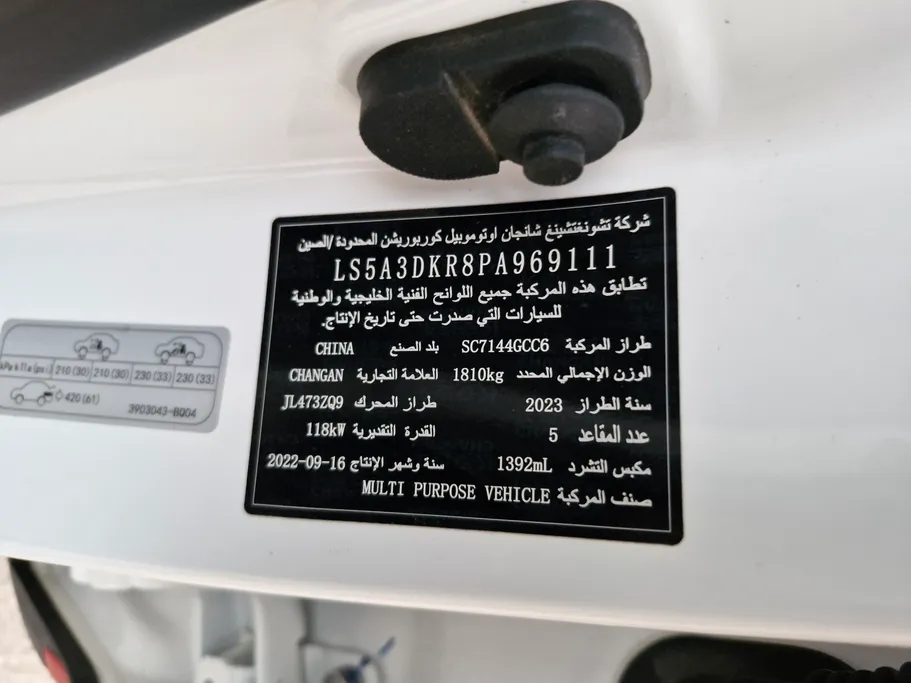 شركة تشونغتشينغ شانجان اوتوموبيل كوربوريشن المحدودة /الصين
LS5A3DKR8PA969111
تطابق هذه المركبة جميع اللوائح الفنية الخليجية والوطنية
للسيارات التي صدرت حتى تاريخ الإنتاج.
طراز المركبة SC7144GCC6 بلد الصنع CHINA
الوزن الإجمالي المحدد 1810kg العلامة التجارية CHANGAN
سنة الطراز 2023 طراز المحرك JL473ZQ9
عدد المقاعد 5 القدرة التقديرية 118kW
مكبس التشرد 1392mL سنة وشهر الإنتاج 2022-09-16
صنف المركبة MULTI PURPOSE VEHICLE
210 (30) 210 (30) 230 (33) 230 (33)
420 (61)
3903043-BQ04